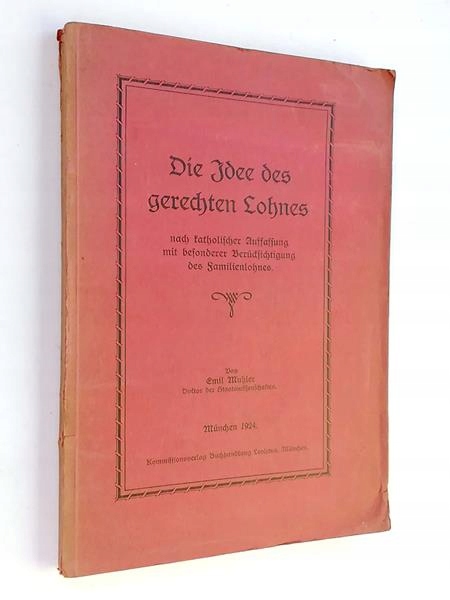 Die Idee des
gerechten Lohnes
nach katholischer Auffassung
mit besonderer Berücksichtigung
des Familienlohnes.
Von
Emil Muhler
Doktor der Staatswissenschaften.
München 1924.
Kommissionsverlag Buchhandlung Leohaus, München.